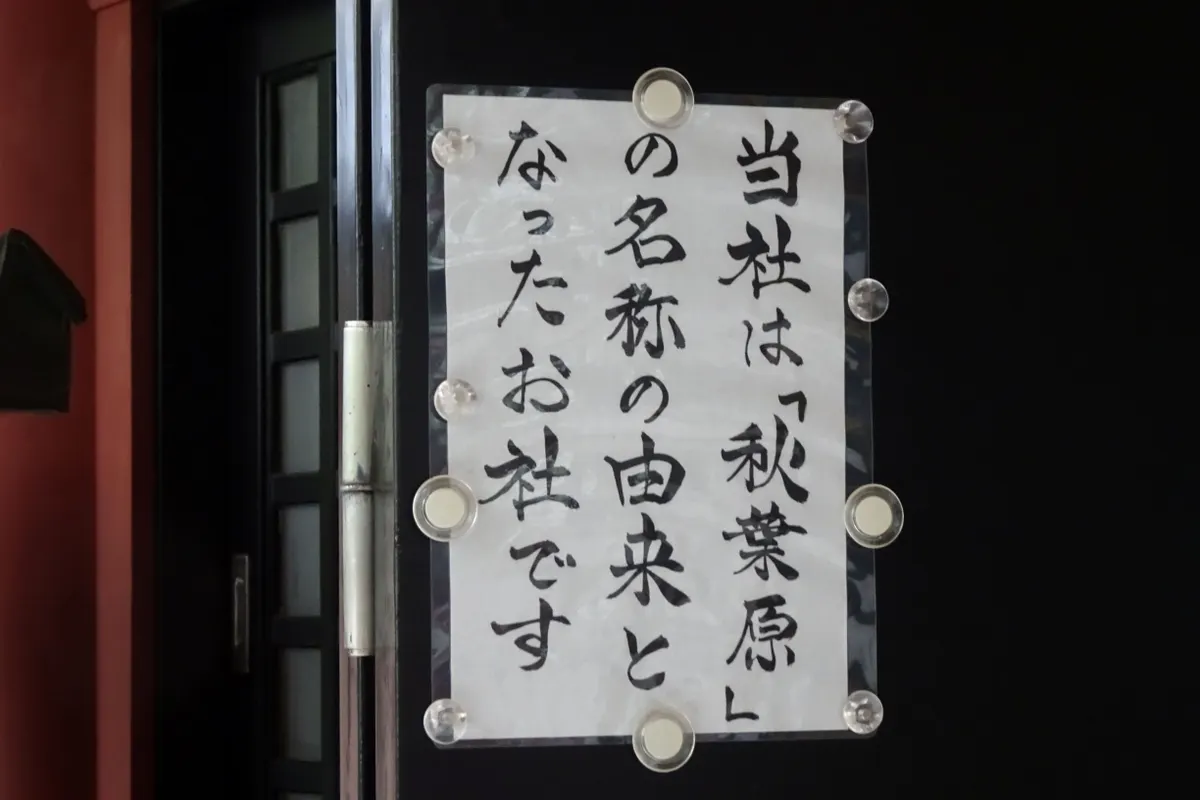 当社は「秋葉原」
の名称の由来と
なったお社です